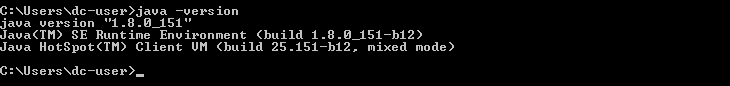 C:\Users\dc-user>java -version
java version "1.8.0_151"
Java(TM) SE Runtime Environment (build 1.8.0_151-b12)
Java HotSpot(TM) Client VM (build 25.151-b12, mixed mode)
C:\Users\dc-user>_